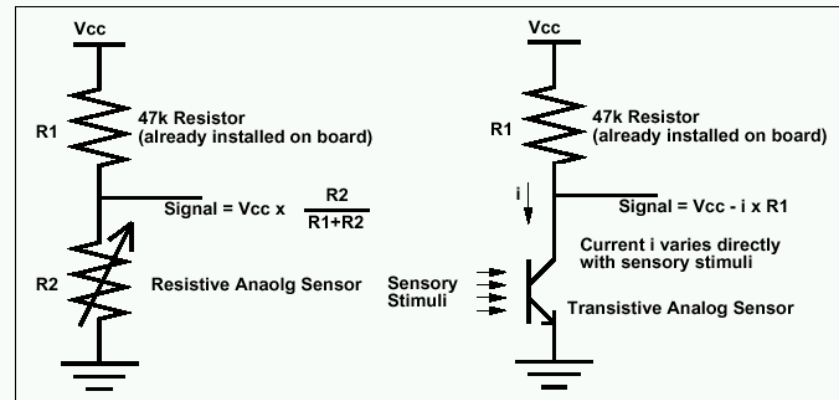 Vcc
R1
47k Resistor
(already installed on board)
Signal = Vcc x R2
R1+R2
R2
Resistive Anaolg Sensor
Vcc
R1
47k Resistor
(already installed on board)
i
Signal = Vcc - i x R1
Current i varies directly
with sensory stimuli
Sensory
Stimuli
Transistive Analog Sensor